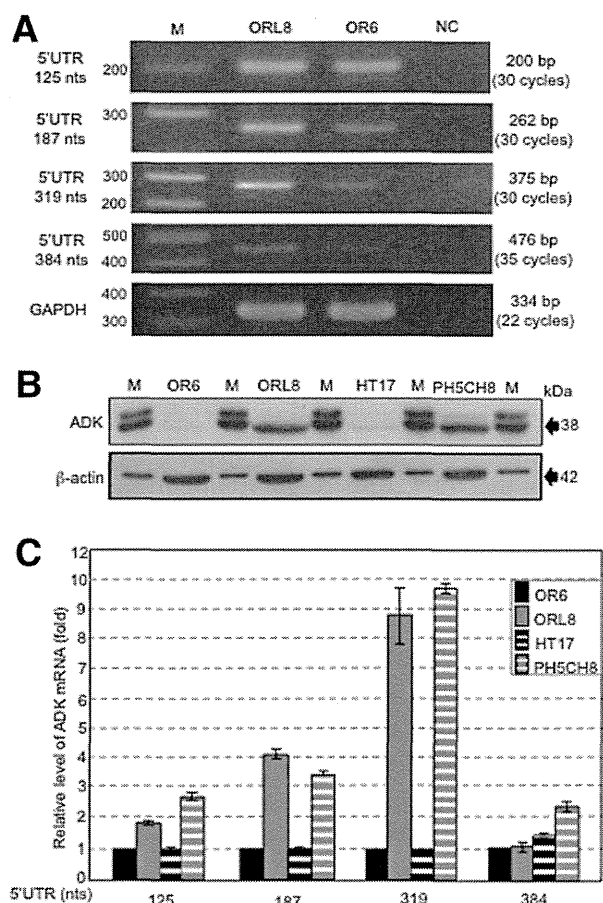 A
M ORL8 OR6 NC
5'UTR 125 nts 200 200 bp (30 cycles)
5'UTR 187 nts 300 262 bp (30 cycles)
5'UTR 319 nts 300 200 375 bp (30 cycles)
5'UTR 384 nts 500 400 476 bp (35 cycles)
GAPDH 400 300 334 bp (22 cycles)
B
M OR6 M ORL8 M HT17 M PH5CH8 M kDa
ADK 38
β-actin 42
C
Relative level of ADK mRNA (fold)
12
10
9
8
6
5
4
3
2
1
0
OR6
ORL8
HT17
PH5CH8
5'UTR (nts) 125 187 319 384